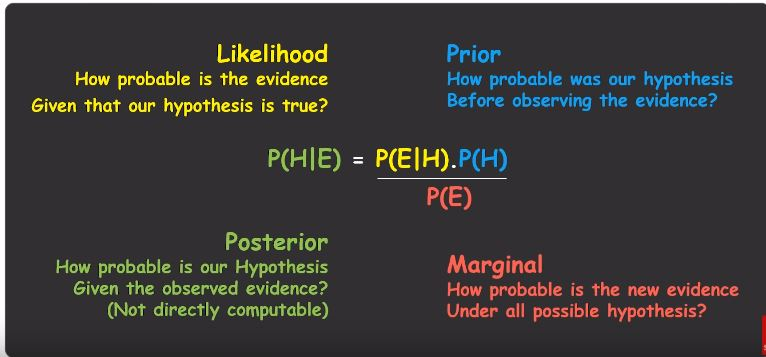 Likelihood
How probable is the evidence
Given that our hypothesis is true?
Prior
How probable was our hypothesis
Before observing the evidence?
P(H|E) = P(E|H).P(H)
P(E)
Posterior
How probable is our Hypothesis
Given the observed evidence?
(Not directly computable)
Marginal
How probable is the new evidence
Under all possible hypothesis?